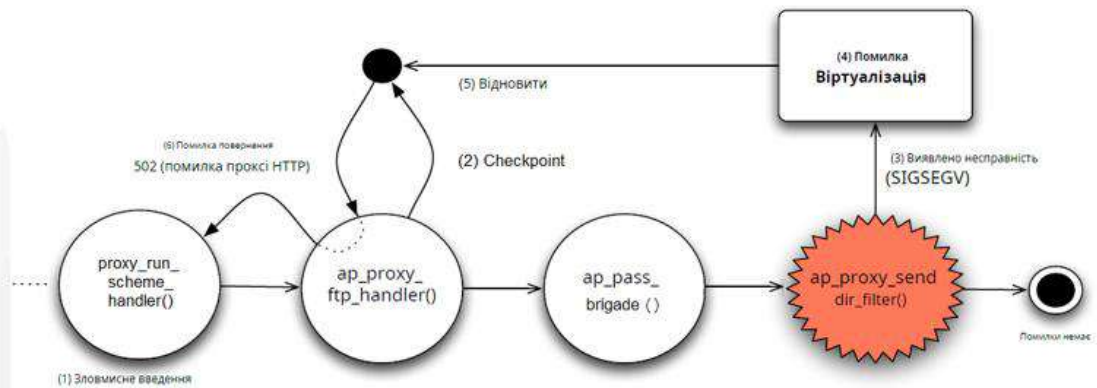 (4) Помилка
Віртуалізація
(5) Відновити
(6) Помилка повернення
502 (помилка проксі HTTP)
(2) Checkpoint
(3) Виявлено несправність
(SIGSEGV)
proxy_run_
scheme_
handler()
ap_proxy_
ftp_handler()
ap_pass_
brigade ( )
ap_proxy_send
dir_filter()
Помилки немає
(1) Зловмисне введення